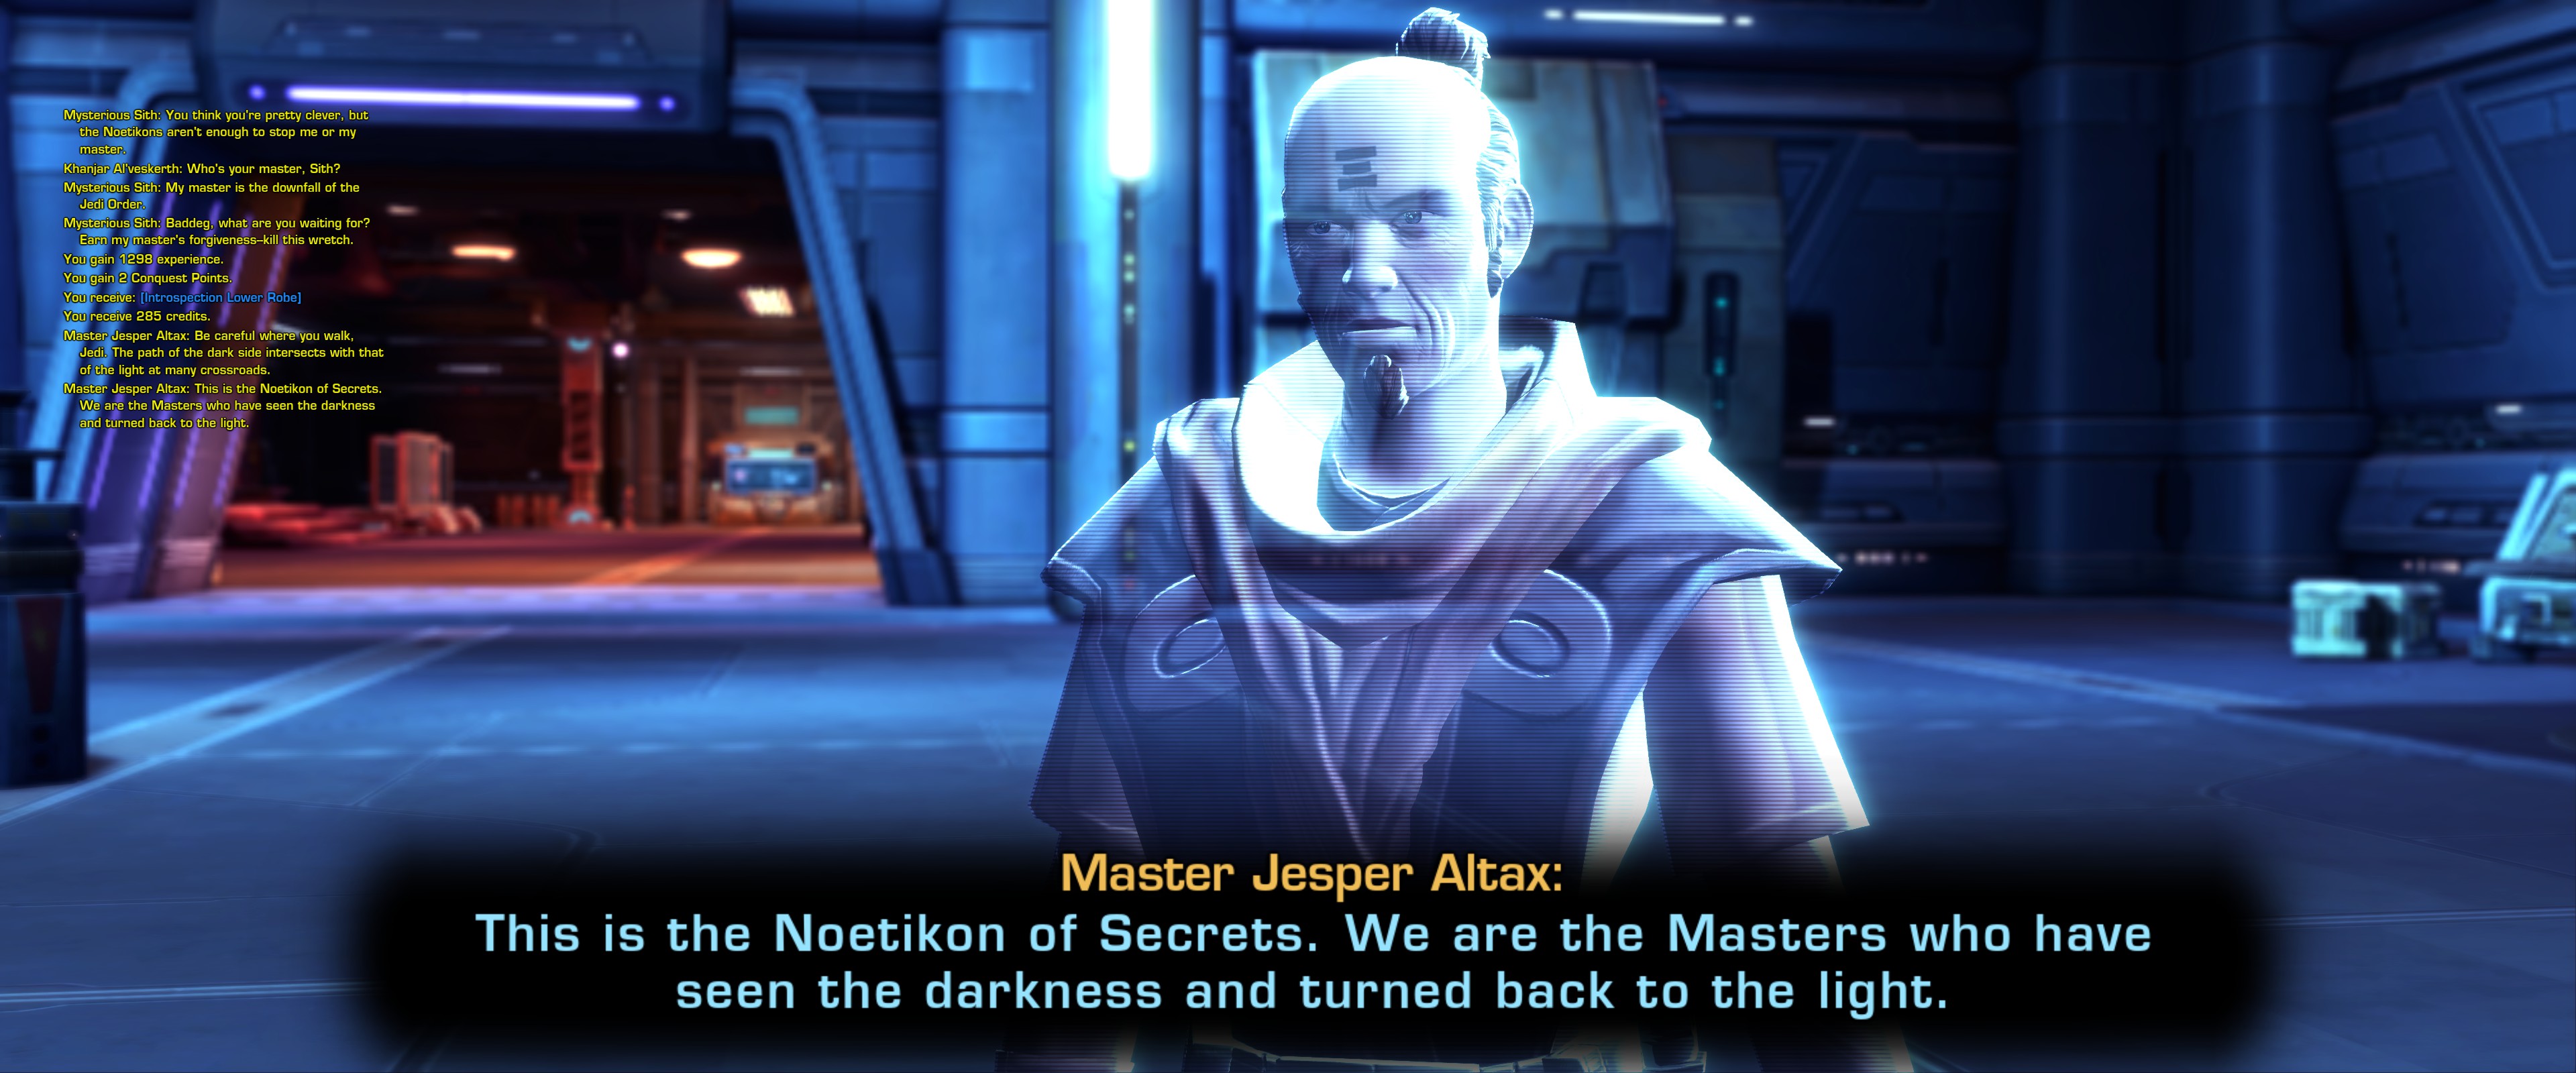 Mysterious Sith: You think you're pretty clever, but
the Noetikons aren't enough to stop me or my
master.
Khanjar Al'veskerth: Who's your master, Sith?
Mysterious Sith: My master is the downfall of the
Jedi Order.
Mysterious Sith: Baddeg, what are you waiting for?
Earn my master's forgiveness–kill this wretch.
You gain 1298 experience.
You gain 2 Conquest Points.
You receive: [Introspection Lower Robe]
You receive 285 credits.
Master Jesper Altax: Be careful where you walk,
Jedi. The path of the dark side intersects with that
of the light at many crossroads.
Master Jesper Altax: This is the Noetikon of Secrets.
We are the Masters who have seen the darkness
and turned back to the light.
Master Jesper Altax:
This is the Noetikon of Secrets. We are the Masters who have
seen the darkness and turned back to the light.